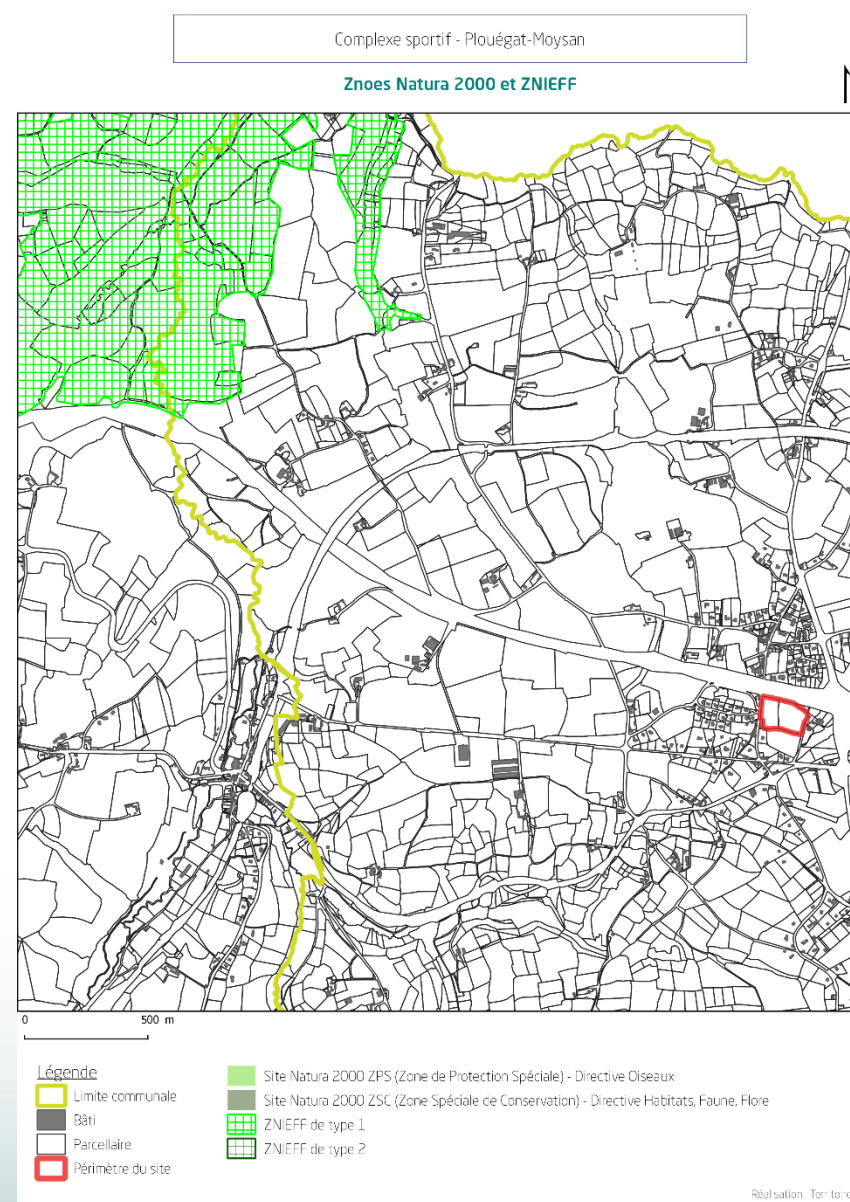 Complexe sportif - Plouégat-Moysan
Znoes Natura 2000 et ZNIEFF
0
500 m
Légende
Limite communale
Bâti
Parcellaire
Périmètre du site
Site Natura 2000 ZPS (Zone de Protection Spéciale) - Directive Oiseaux
Site Natura 2000 ZSC (Zone Spéciale de Conservation) - Directive Habitats, Faune, Flore
ZNIEFF de type 1
ZNIEFF de type 2
Réalisation :